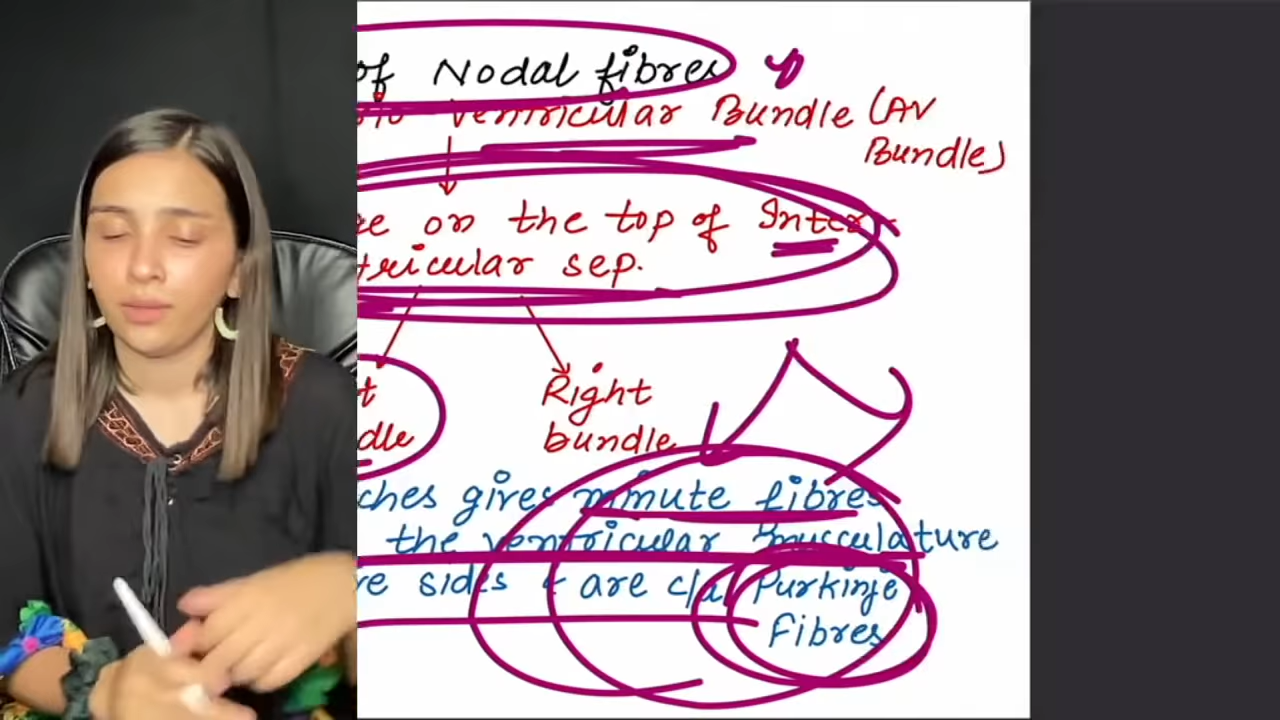 of Nodal fibres
ventricular Bundle (AV
Bundle)
on the top of Inter-
tricular sep.
Right
bundle
ches gives minute fibres
the ventricular musculature
sides & are c/a Purkinje
Fibres